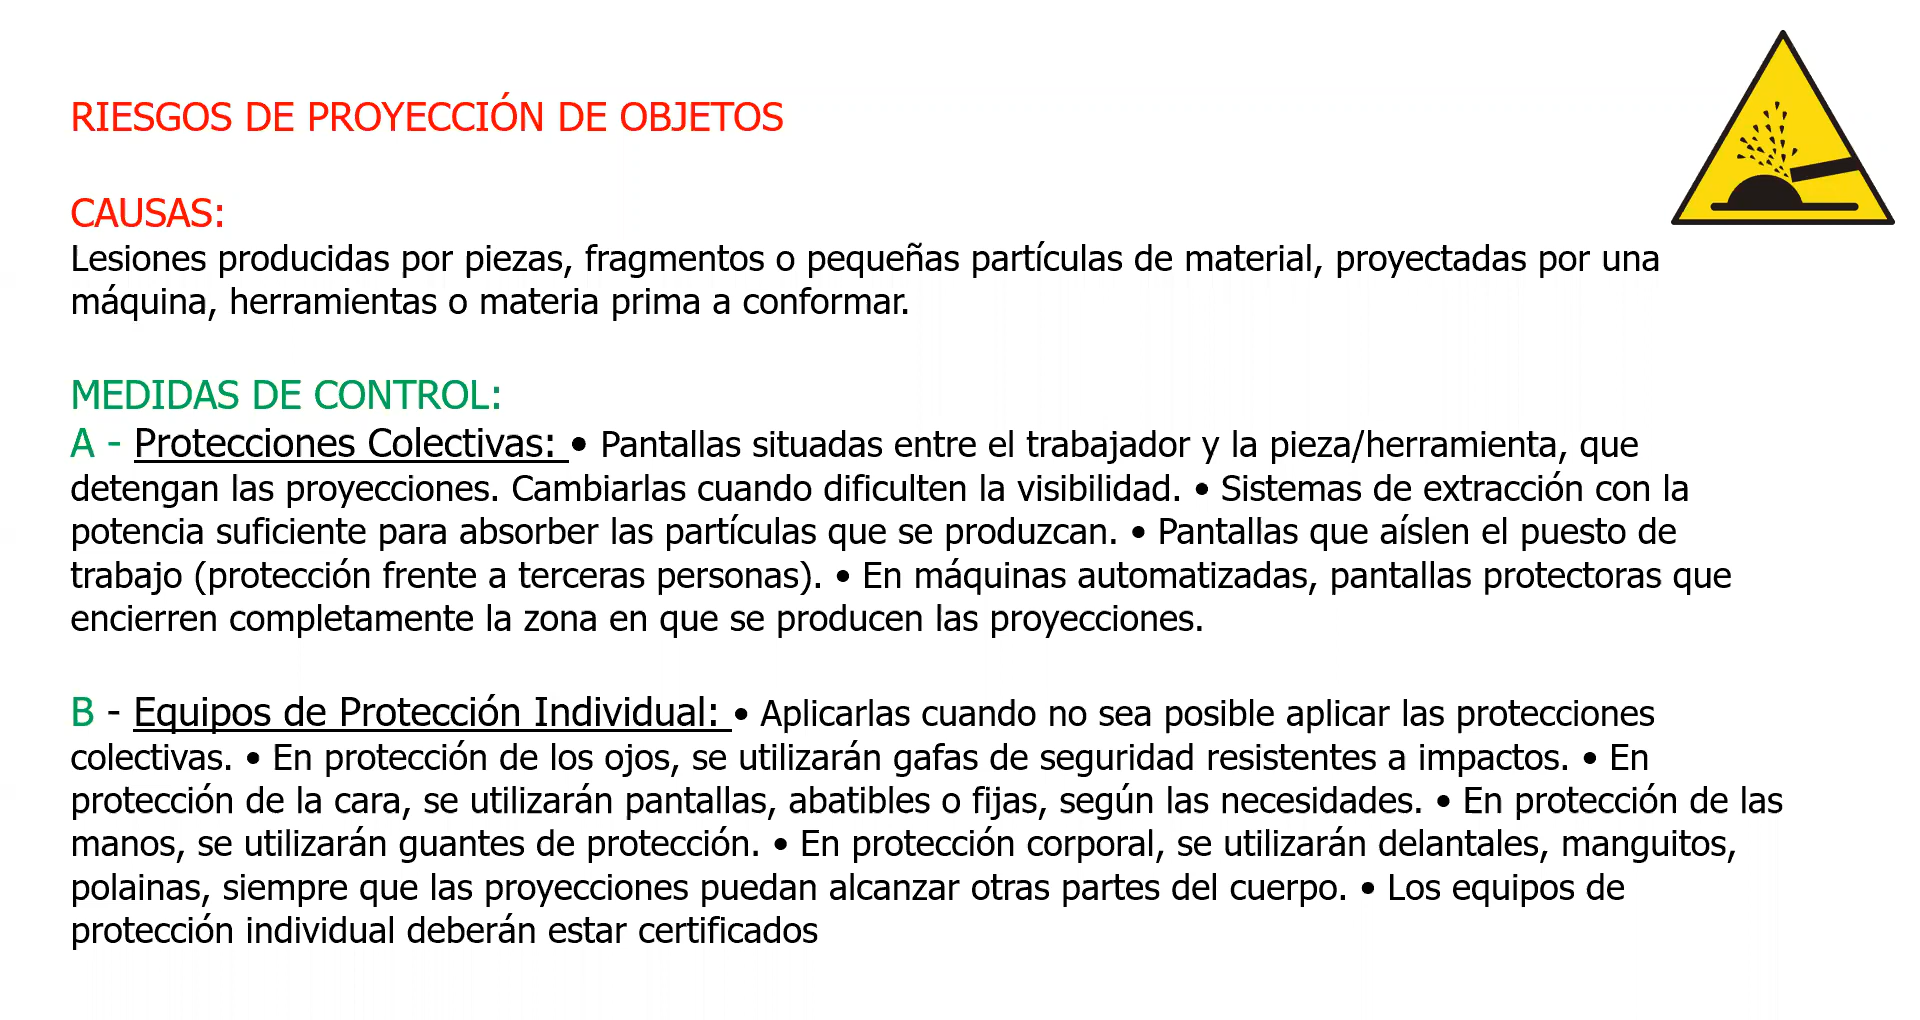 RIESGOS DE PROYECCIÓN DE OBJETOS
CAUSAS:
Lesiones producidas por piezas, fragmentos o pequeñas partículas de material, proyectadas por una
máquina, herramientas o materia prima a conformar.
MEDIDAS DE CONTROL:
A - Protecciones Colectivas: • Pantallas situadas entre el trabajador y la pieza/herramienta, que
detengan las proyecciones. Cambiarlas cuando dificulten la visibilidad. • Sistemas de extracción con la
potencia suficiente para absorber las partículas que se produzcan. • Pantallas que aíslen el puesto de
trabajo (protección frente a terceras personas). • En máquinas automatizadas, pantallas protectoras que
encierren completamente la zona en que se producen las proyecciones.
B - Equipos de Protección Individual: • Aplicarlas cuando no sea posible aplicar las protecciones
colectivas. • En protección de los ojos, se utilizarán gafas de seguridad resistentes a impactos. • En
protección de la cara, se utilizarán pantallas, abatibles o fijas, según las necesidades. • En protección de las
manos, se utilizarán guantes de protección. • En protección corporal, se utilizarán delantales, manguitos,
polainas, siempre que las proyecciones puedan alcanzar otras partes del cuerpo. • Los equipos de
protección individual deberán estar certificados